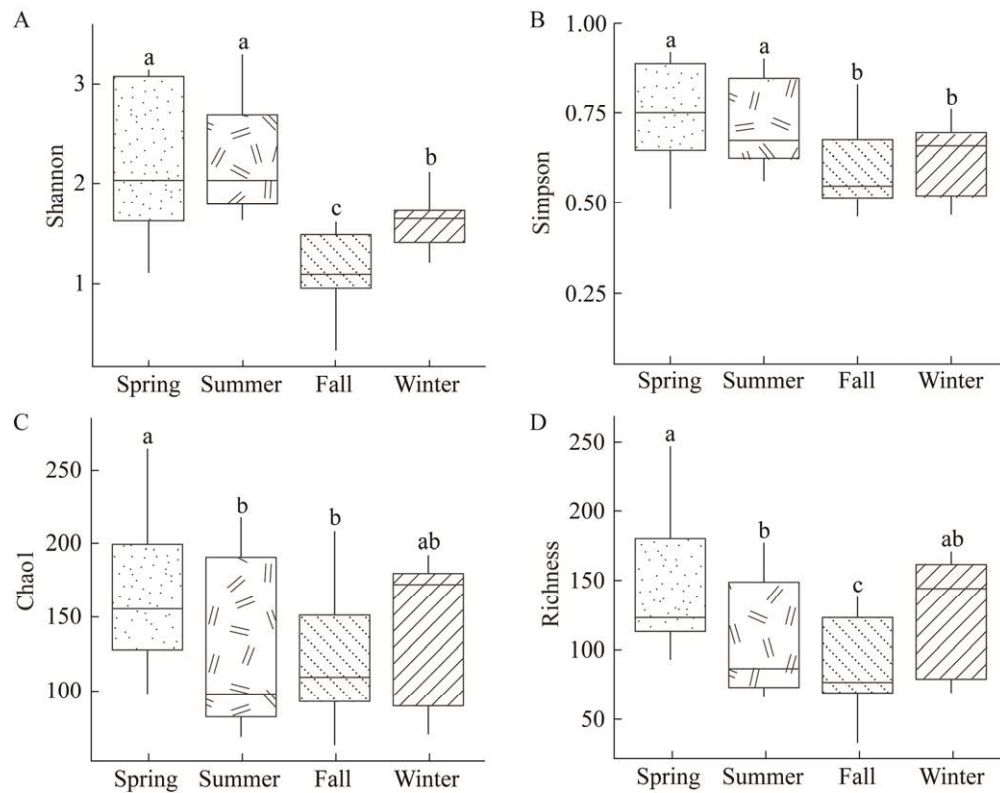 A
Shannon
3
2
1
a
a
c
b
Spring Summer Fall Winter
B
Simpson
1.00
0.75
0.50
0.25
a
a
b
b
Spring Summer Fall Winter
C
Chao1
250
200
150
100
a
b
b
ab
Spring Summer Fall Winter
D
Richness
250
200
150
100
50
a
b
c
ab
Spring Summer Fall Winter